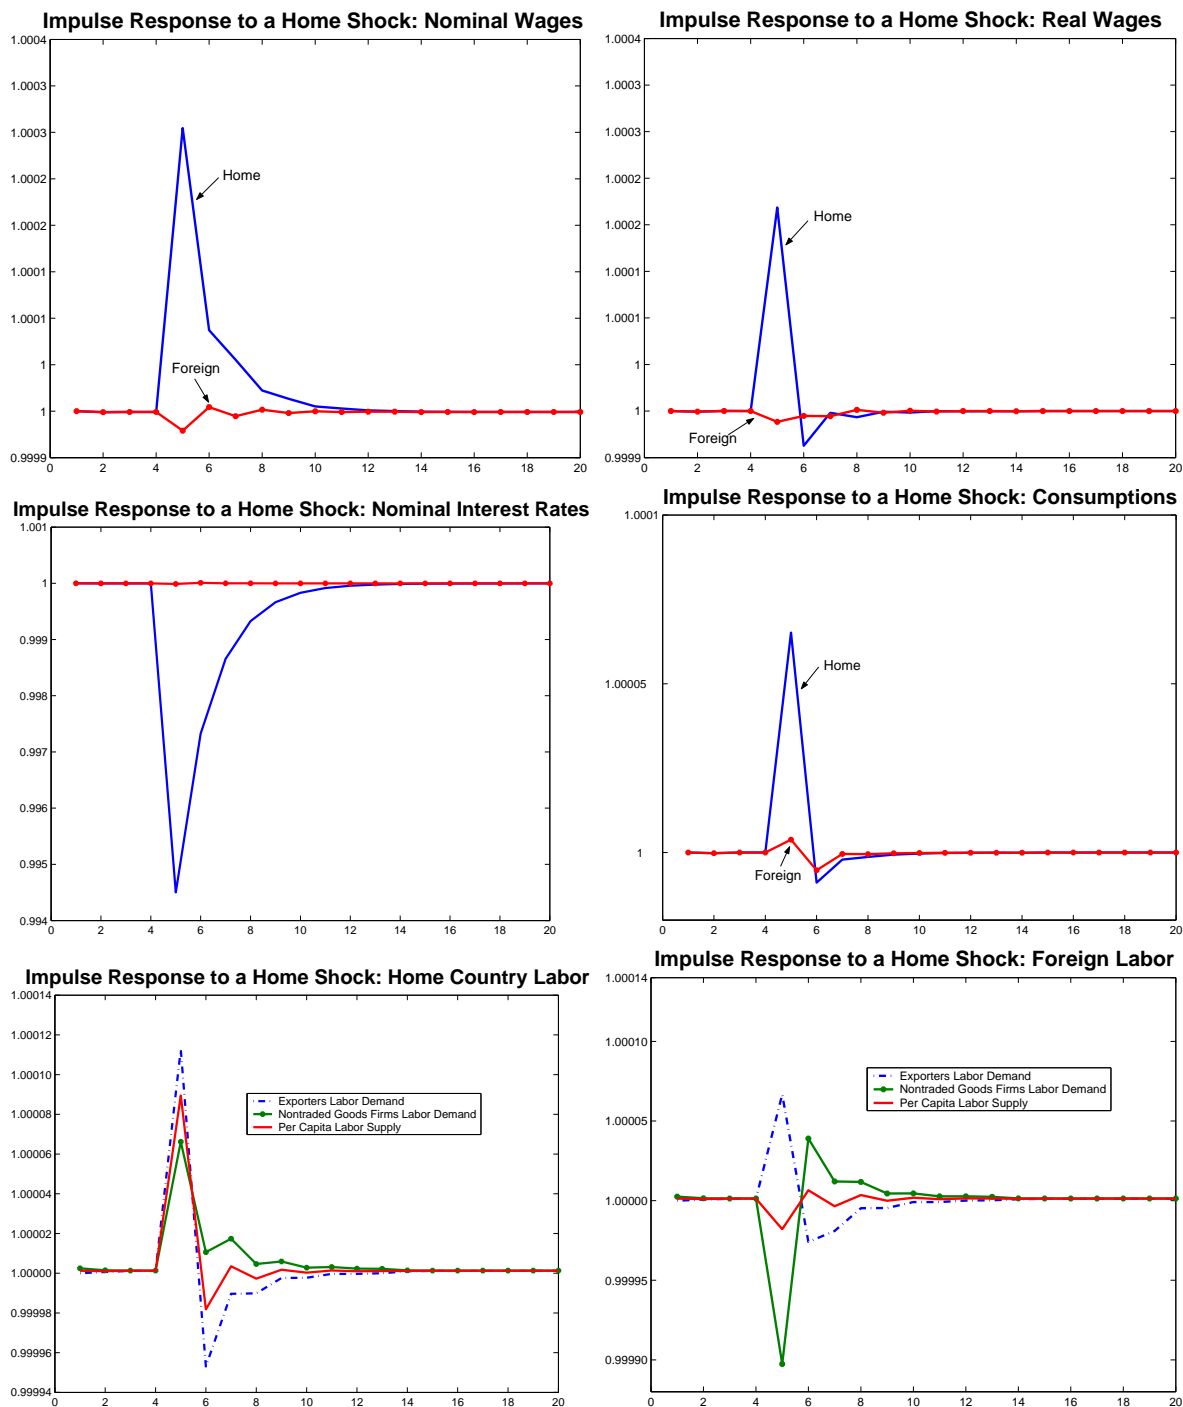 Impulse Response to a Home Shock: Nominal Wages
1.0004
1.0003
1.0003
1.0002
1.0002
1.0001
1.0001
1
1
0.9999
Home
Foreign
0 2 4 6 8 10 12 14 16 18 20
Impulse Response to a Home Shock: Real Wages
1.0004
1.0003
1.0003
1.0002
1.0002
1.0001
1.0001
1
1
0.9999
Home
Foreign
0 2 4 6 8 10 12 14 16 18 20
Impulse Response to a Home Shock: Nominal Interest Rates
1.001
1
0.999
0.998
0.997
0.996
0.995
0.994
0 2 4 6 8 10 12 14 16 18 20
Impulse Response to a Home Shock: Consumptions
1.0001
1.00005
1
Home
Foreign
0 2 4 6 8 10 12 14 16 18 20
Impulse Response to a Home Shock: Home Country Labor
1.00014
1.00012
1.00010
1.00008
1.00006
1.00004
1.00002
1.00000
0.99998
0.99996
0.99994
Exporters Labor Demand
Nontraded Goods Firms Labor Demand
Per Capita Labor Supply
0 2 4 6 8 10 12 14 16 18 20
Impulse Response to a Home Shock: Foreign Labor
1.00014
1.00010
1.00005
1.00000
0.99995
0.99990
Exporters Labor Demand
Nontraded Goods Firms Labor Demand
Per Capita Labor Supply
0 2 4 6 8 10 12 14 16 18 20